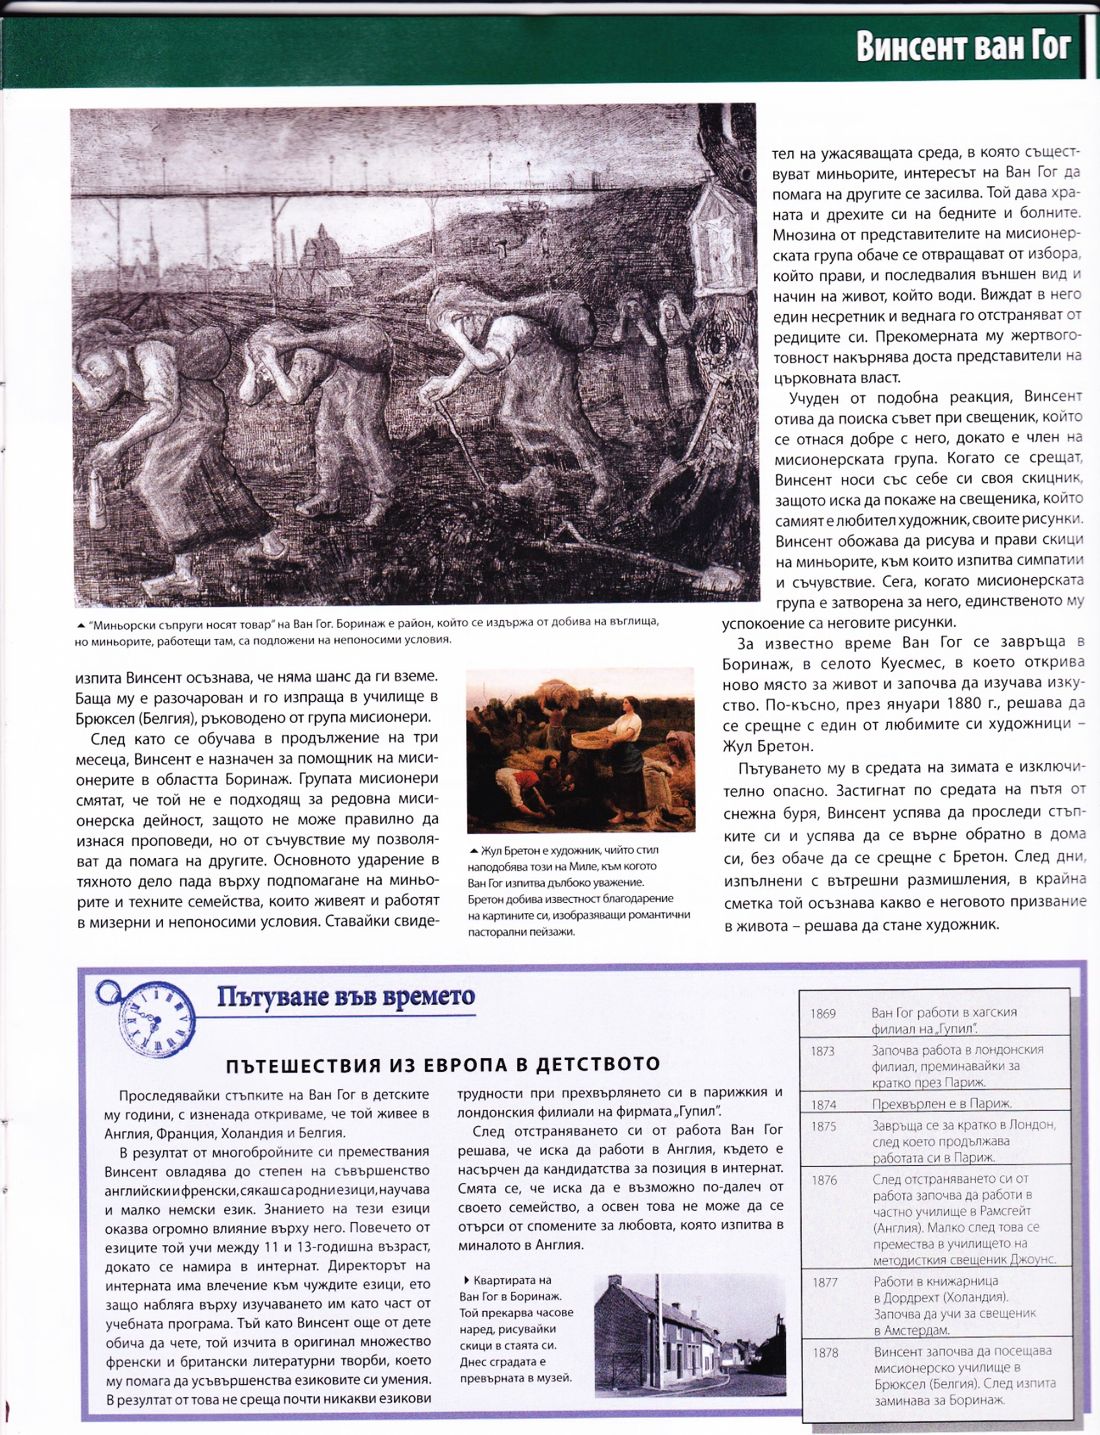 Винсент ван Гог
"Миньорски съпруги носят товар" на Ван Гог. Боринаж е район, който се издържа от добива на въглища,
но миньорите, работещи там, са подложени на непоносими условия.
изпита Винсент осъзнава, че няма шанс да ги вземе.
Баща му е разочарован и го изпраща в училище в
Брюксел (Белгия), ръководено от група мисионери.
След като се обучава в продължение на три
месеца, Винсент е назначен за помощник на миси-
онерите в областта Боринаж. Групата мисионери
смятат, че той не е подходящ за редовна миси-
онерска дейност, защото не може правилно да
изнася проповеди, но от съчувствие му позволя-
ват да помага на другите. Основното ударение в
тяхното дело пада върху подпомагане на миньо-
рите и техните семейства, които живеят и работят
в мизерни и непоносими условия. Ставайки свиде-
Жул Бретон е художник, чийто стил
наподобява този на Миле, към когото
Ван Гог изпитва дълбоко уважение.
Бретон добива известност благодарение
на картините си, изобразяващи романтични
пасторални пейзажи.
тел на ужасяващата среда, в която същест-
вуват миньорите, интересът на Ван Гог да
помага на другите се засилва. Той дава хра-
ната и дрехите си на бедните и болните.
Мнозина от представителите на мисионер-
ската група обаче се отвращават от избора,
който прави, и последвалия външен вид и
начин на живот, който води. Виждат в него
един несретник и веднага го отстраняват от
редиците си. Прекомерната му жертвого-
товност накърнява доста представители на
църковната власт.
Учуден от подобна реакция, Винсент
отива да поиска съвет при свещеник, който
се отнася добре с него, докато е член на
мисионерската група. Когато се срещат,
Винсент носи със себе си своя скицник,
защото иска да покаже на свещеника, който
самият е любител художник, своите рисунки.
Винсент обожава да рисува и прави скици
на миньорите, към които изпитва симпатии
и съчувствие. Сега, когато мисионерската
група е затворена за него, единственото му
успокоение са неговите рисунки.
За известно време Ван Гог се завръща в
Боринаж, в селото Куесмес, в което открива
ново място за живот и започва да изучава изку-
ство. По-късно, през януари 1880 г., решава да
се срещне с един от любимите си художници –
Жул Бретон.
Пътуването му в средата на зимата е изключи-
телно опасно. Застигнат по средата на пътя от
снежна буря, Винсент успява да проследи стъп-
ките си и успява да се върне обратно в дома
си, без обаче да се срещне с Бретон. След дни,
изпълнени с вътрешни размишления, в крайна
сметка той осъзнава какво е неговото призвание
в живота – решава да стане художник.
Пътуване във времето
ПЪТЕШЕСТВИЯ ИЗ ЕВРОПА В ДЕТСТВОТО
Проследявайки стъпките на Ван Гог в детските
му години, с изненада откриваме, че той живее в
Англия, Франция, Холандия и Белгия.
В резултат от многобройните си премествания
Винсент овладява до степен на съвършенство
английски и френски, сякаш са родни езици, научава
и малко немски език. Знанието на тези езици
оказва огромно влияние върху него. Повечето от
езиците той учи между 11 и 13-годишна възраст,
докато се намира в интернат. Директорът на
интерната има влечение към чуждите езици, ето
защо набляга върху изучаването им като част от
учебната програма. Тъй като Винсент още от дете
обича да чете, той изчита в оригинал множество
френски и британски литературни творби, което
му помага да усъвършенства езиковите си умения.
В резултат от това не среща почти никакви езикови
трудности при прехвърлянето си в парижкия и
лондонския филиали на фирмата „Гупил".
След отстраняването си от работа Ван Гог
решава, че иска да работи в Англия, където е
насърчен да кандидатства за позиция в интернат.
Смята се, че иска да е възможно по-далеч от
своето семейство, а освен това не може да се
отърси от спомените за любовта, която изпитва в
миналото в Англия.
Квартирата на
Ван Гог в Боринаж.
Той прекарва часове
наред, рисувайки
скици в стаята си.
Днес сградата е
превърната в музей.
1869 Ван Гог работи в хагския
филиал на „Гупил".
1873 Започва работа в лондонския
филиал, преминавайки за
кратко през Париж.
1874 Прехвърлен е в Париж.
1875 Завръща се за кратко в Лондон,
след което продължава
работата си в Париж.
1876 След отстраняването си от
работа започва да работи в
частно училище в Рамсгейт
(Англия). Малко след това се
премества в училището на
методисткия свещеник Джоунс.
1877 Работи в книжарница
в Дордрехт (Холандия).
Започва да учи за свещеник
в Амстердам.
1878 Винсент започва да посещава
мисионерско училище в
Брюксел (Белгия). След изпита
заминава за Боринаж.